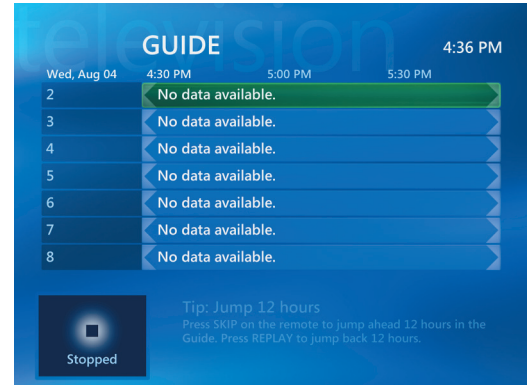 television
GUIDE
4:36 PM
Wed, Aug 04 4:30 PM 5:00 PM 5:30 PM
2 No data available.
3 No data available.
4 No data available.
5 No data available.
6 No data available.
7 No data available.
8 No data available.
Tip: Jump 12 hours
Press SKIP on the remote to jump ahead 12 hours in the
Guide. Press REPLAY to jump back 12 hours.
Stopped